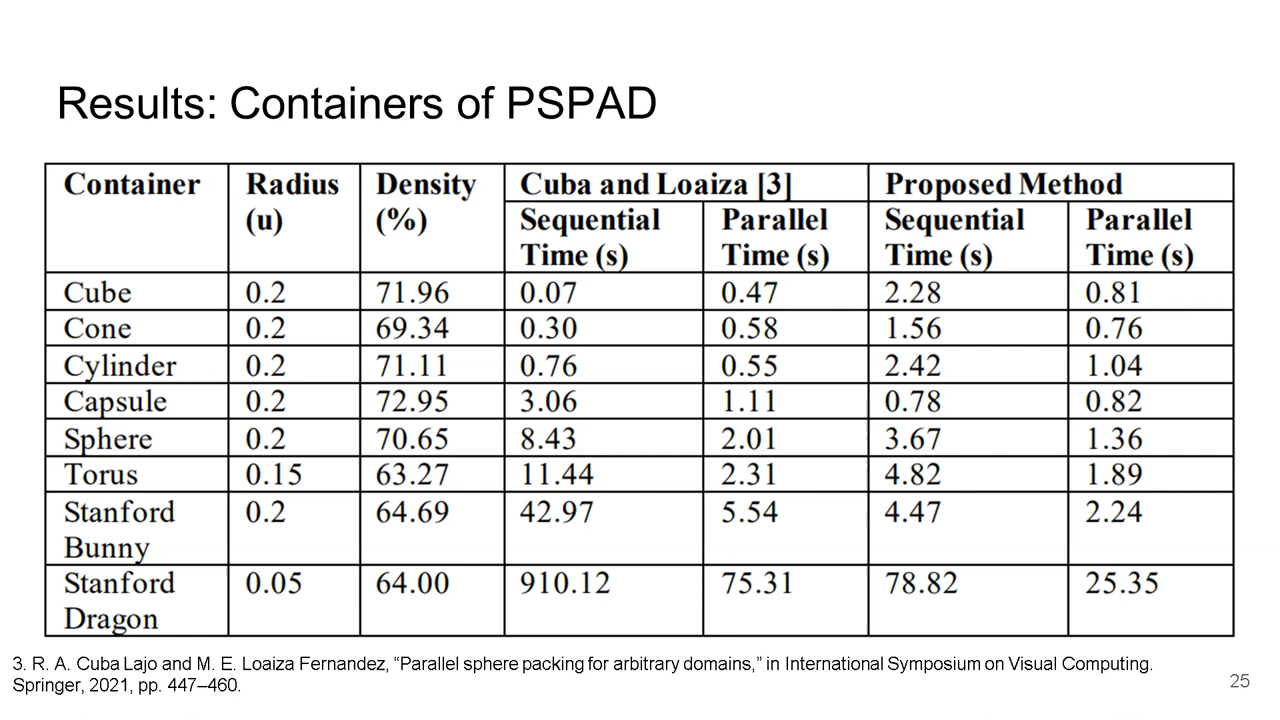 Results: Containers of PSPAD
Container Radius (u) Density (%) Cuba and Loaiza [3] Proposed Method
Sequential Time (s) Parallel Time (s) Sequential Time (s) Parallel Time (s)
Cube 0.2 71.96 0.07 0.47 2.28 0.81
Cone 0.2 69.34 0.30 0.58 1.56 0.76
Cylinder 0.2 71.11 0.76 0.55 2.42 1.04
Capsule 0.2 72.95 3.06 1.11 0.78 0.82
Sphere 0.2 70.65 8.43 2.01 3.67 1.36
Torus 0.15 63.27 11.44 2.31 4.82 1.89
Stanford Bunny 0.2 64.69 42.97 5.54 4.47 2.24
Stanford Dragon 0.05 64.00 910.12 75.31 78.82 25.35
3. R. A. Cuba Lajo and M. E. Loaiza Fernandez, “Parallel sphere packing for arbitrary domains,” in International Symposium on Visual Computing.
Springer, 2021, pp. 447–460.
25